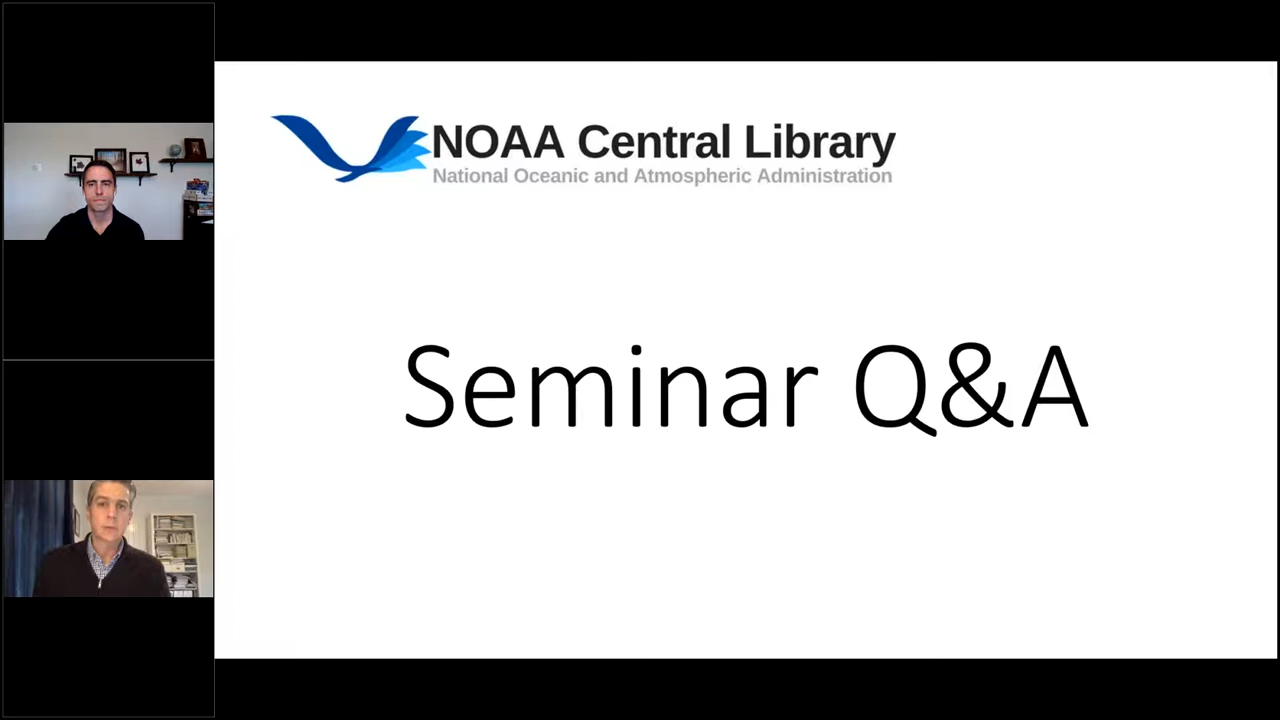 NOAA Central Library
National Oceanic and Atmospheric Administration
Seminar Q&A